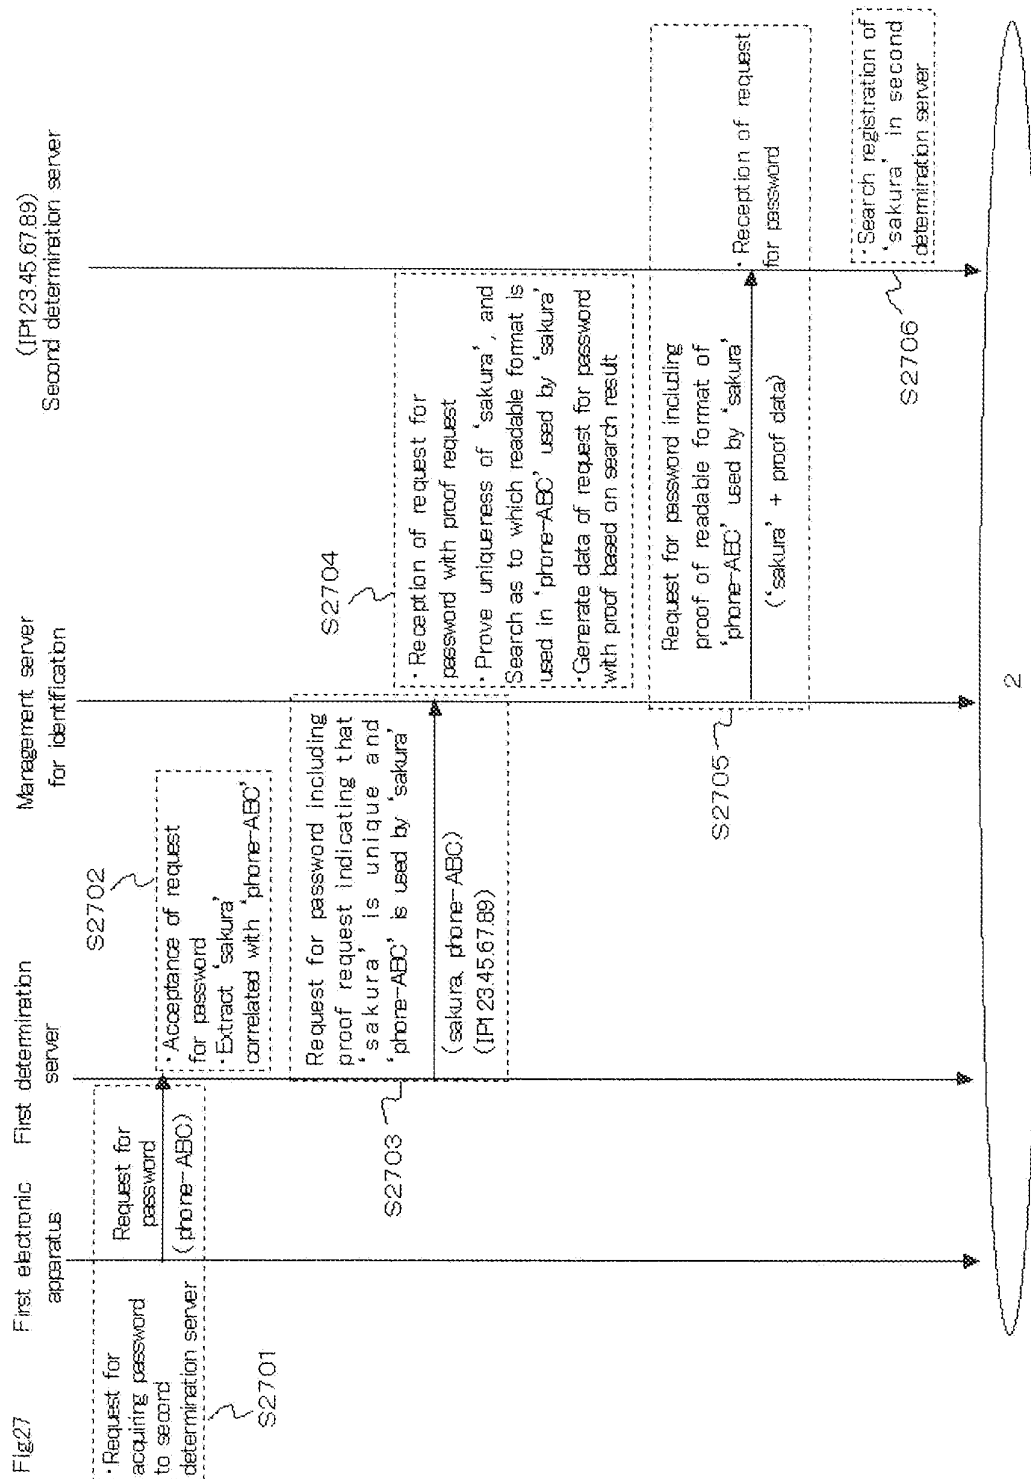 Fig27
First electronic
apparatus
First determination
server
Management server
for identification
(IP123.45.67.89)
Second determination server
·Request for
acquiring password
to second
determination server
S2701
Request for
password
(phone-ABC)
S2702
·Acceptance of request
for password
·Extract 'sakura'
correlated with 'phone-ABC'
Request for password including
proof request indicating that
'sakura' is unique and
'phone-ABC' is used by 'sakura'
(sakura, phone-ABC)
(IP123.45.67.89)
S2703
S2704
·Reception of request for
password with proof request
·Prove uniqueness of 'sakura', and
Search as to which readable format is
used in 'phone-ABC' used by 'sakura'
·Generate data of request for password
with proof based on search result
Request for password including
proof of readable format of
'phone-ABC' used by 'sakura'
('sakura' + proof data)
S2705
·Reception of request
for password
·Search registration of
'sakura' in second
determination server
S2706
2